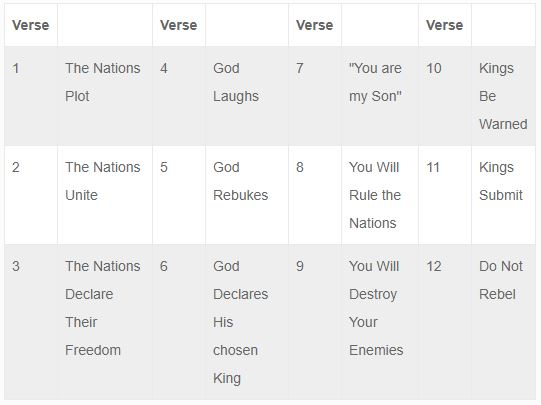 Verse Verse Verse Verse
1 The Nations 4 God 7 "You are 10 Kings
Plot Laughs my Son" Be
Warned
2 The Nations 5 God 8 You Will 11 Kings
Unite Rebukes Rule the Submit
Nations
3 The Nations 6 God 9 You Will 12 Do Not
Declare Declares Destroy Rebel
Their His Your
Freedom chosen Enemies
King